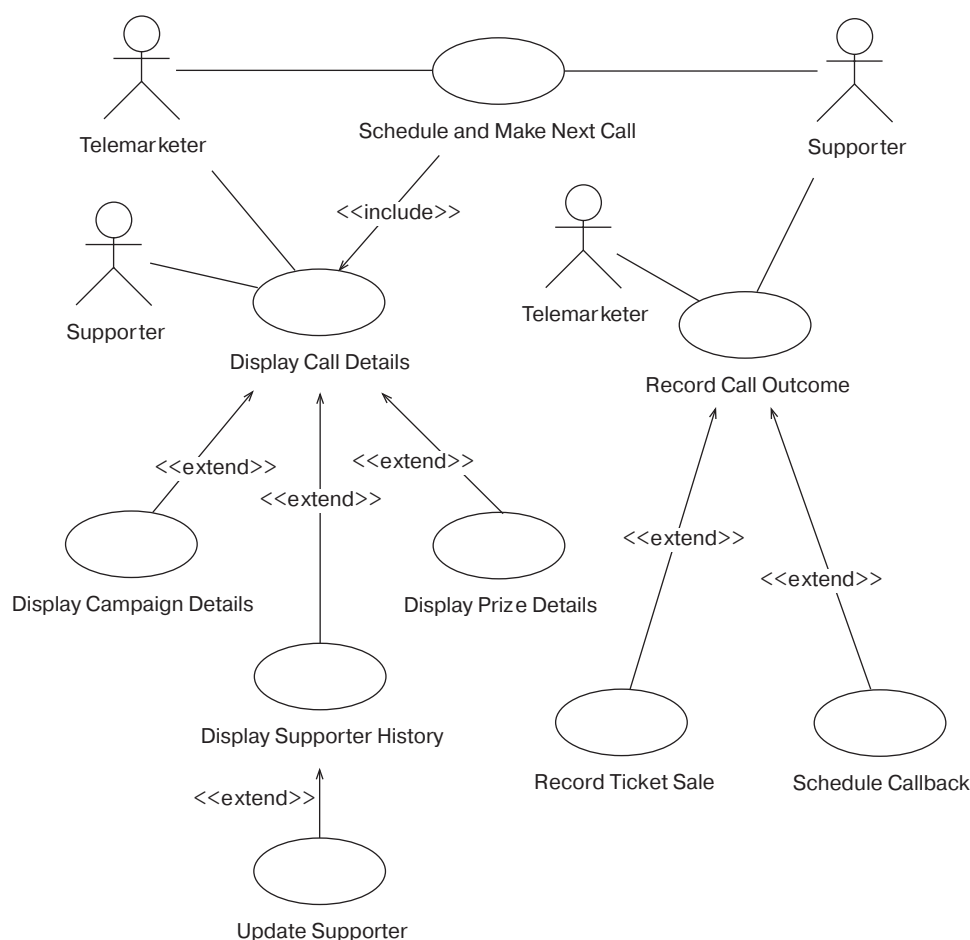 Schedule and Make Next Call
Telemarketer
Supporter
<<include>>
Supporter
Telemarketer
Display Call Details
Record Call Outcome
<<extend>>
<<extend>>
<<extend>>
<<extend>>
<<extend>>
Display Campaign Details
Display Prize Details
Display Supporter History
Record Ticket Sale
Schedule Callback
<<extend>>
Update Supporter